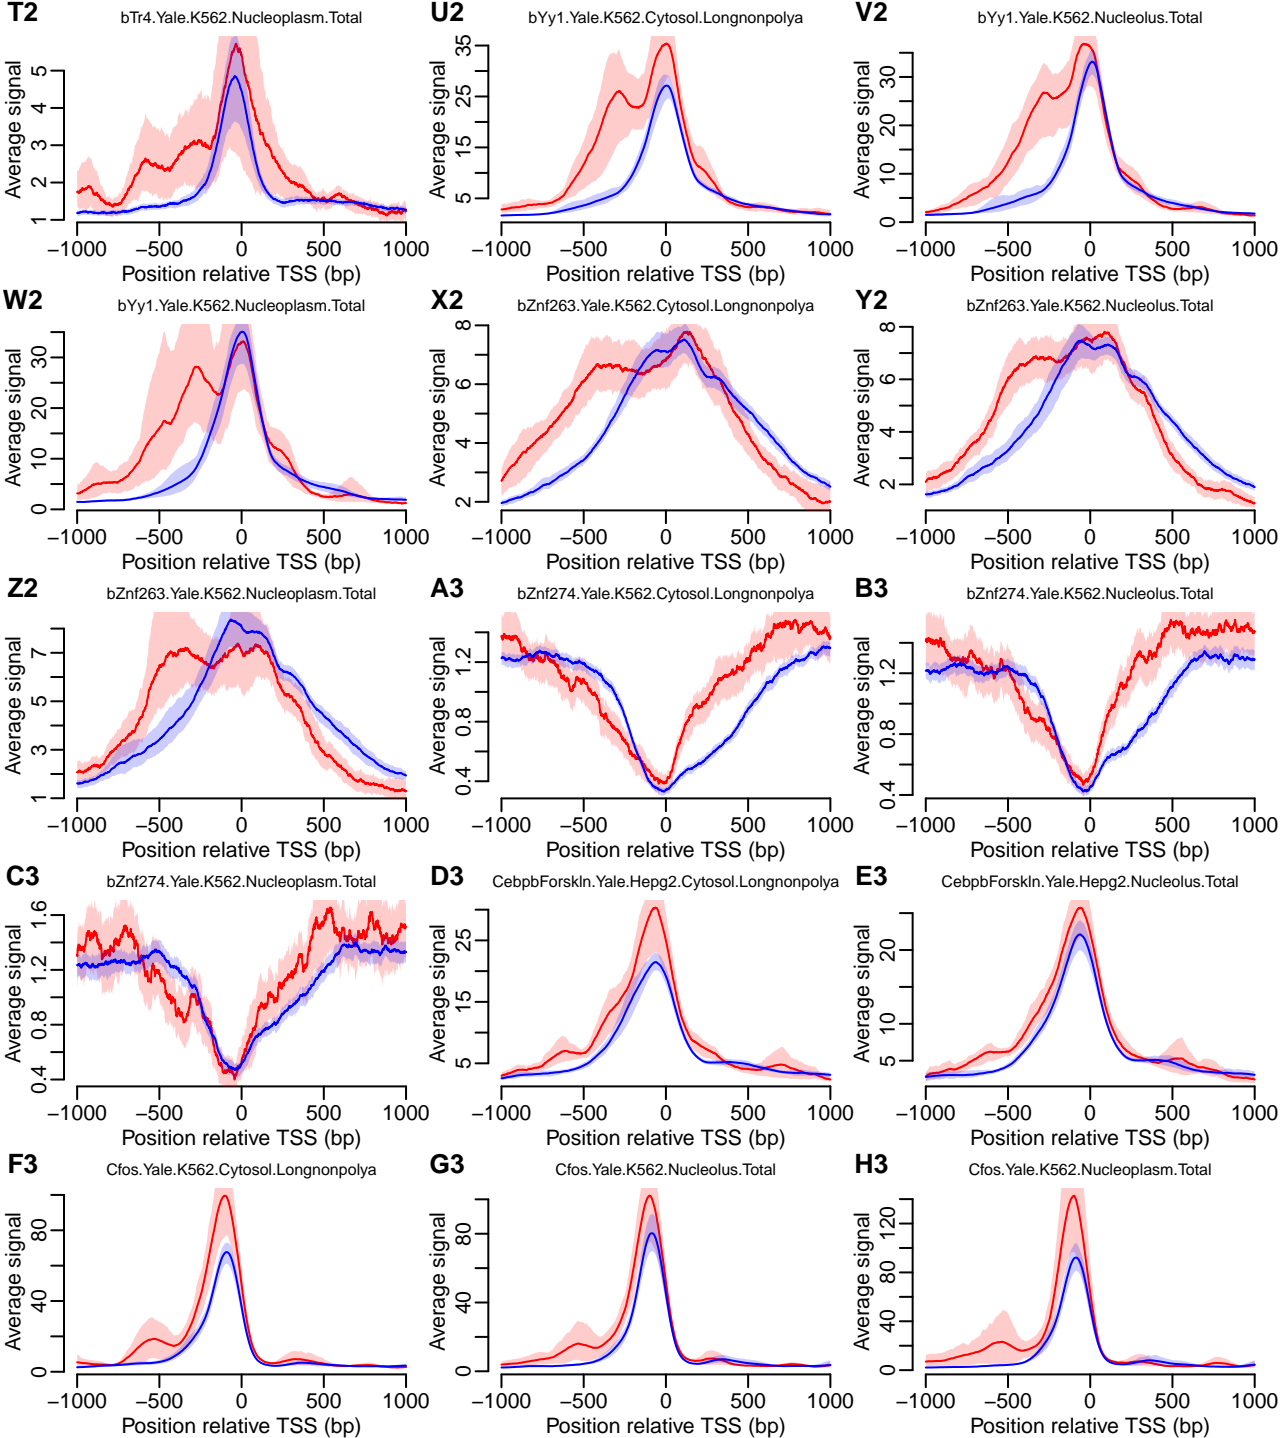 T2 bTr4.Yale.K562.Nucleoplasm.Total
Average signal
1 2 3 4 5
−1000 −500 0 500 1000
Position relative TSS (bp)
U2 bYy1.Yale.K562.Cytosol.Longnonpolya
Average signal
5 15 25 35
−1000 −500 0 500 1000
Position relative TSS (bp)
V2 bYy1.Yale.K562.Nucleolus.Total
Average signal
0 10 20 30
−1000 −500 0 500 1000
Position relative TSS (bp)
W2 bYy1.Yale.K562.Nucleoplasm.Total
Average signal
0 10 20 30
−1000 −500 0 500 1000
Position relative TSS (bp)
X2 bZnf263.Yale.K562.Cytosol.Longnonpolya
Average signal
2 4 6 8
−1000 −500 0 500 1000
Position relative TSS (bp)
Y2 bZnf263.Yale.K562.Nucleolus.Total
Average signal
2 4 6 8
−1000 −500 0 500 1000
Position relative TSS (bp)
Z2 bZnf263.Yale.K562.Nucleoplasm.Total
Average signal
1 3 5 7
−1000 −500 0 500 1000
Position relative TSS (bp)
A3 bZnf274.Yale.K562.Cytosol.Longnonpolya
Average signal
0.4 0.8 1.2
−1000 −500 0 500 1000
Position relative TSS (bp)
B3 bZnf274.Yale.K562.Nucleolus.Total
Average signal
0.4 0.8 1.2
−1000 −500 0 500 1000
Position relative TSS (bp)
C3 bZnf274.Yale.K562.Nucleoplasm.Total
Average signal
0.4 0.8 1.2 1.6
−1000 −500 0 500 1000
Position relative TSS (bp)
D3 CebpbForskln.Yale.Hepg2.Cytosol.Longnonpolya
Average signal
5 15 25
−1000 −500 0 500 1000
Position relative TSS (bp)
E3 CebpbForskln.Yale.Hepg2.Nucleolus.Total
Average signal
5 10 20
−1000 −500 0 500 1000
Position relative TSS (bp)
F3 Cfos.Yale.K562.Cytosol.Longnonpolya
Average signal
0 40 80
−1000 −500 0 500 1000
Position relative TSS (bp)
G3 Cfos.Yale.K562.Nucleolus.Total
Average signal
0 40 80
−1000 −500 0 500 1000
Position relative TSS (bp)
H3 Cfos.Yale.K562.Nucleoplasm.Total
Average signal
0 40 80 120
−1000 −500 0 500 1000
Position relative TSS (bp)